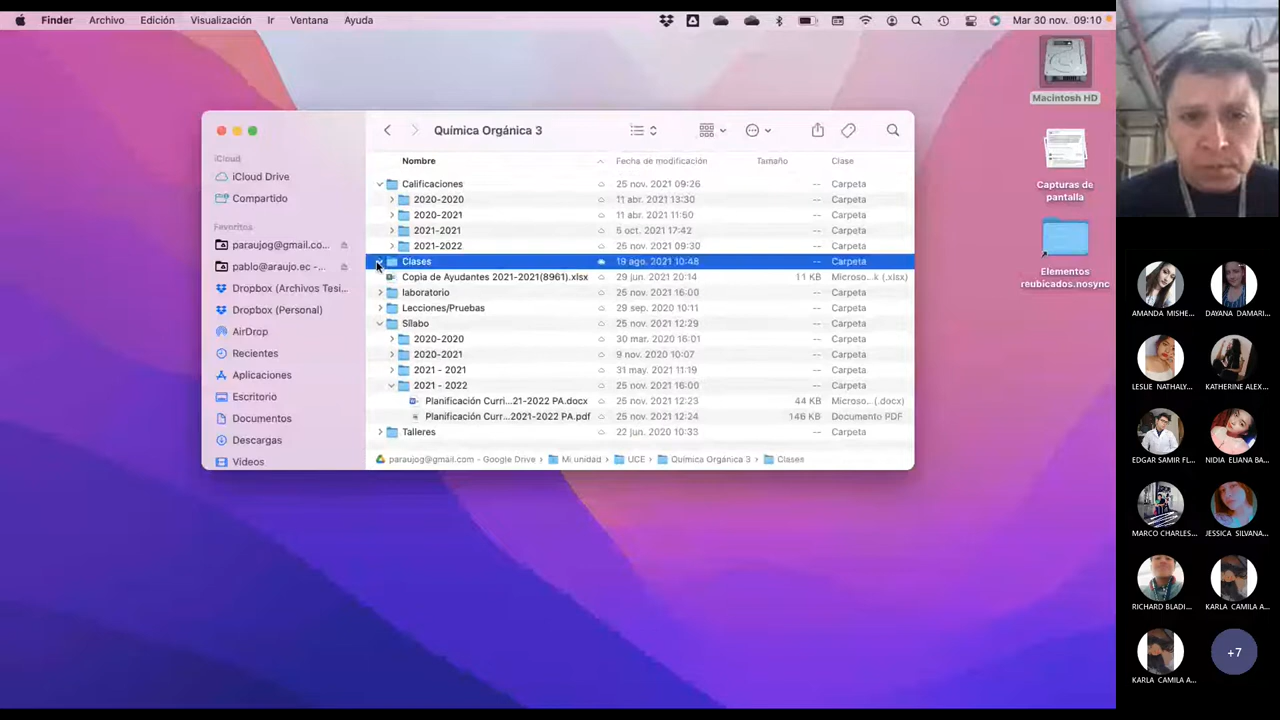 Finder Archivo Edición Visualización Ir Ventana Ayuda Mar 30 nov. 09:10
Macintosh HD
Capturas de
pantalla
Elementos
reubicados.nosync
Química Orgánica 3
iCloud
iCloud Drive
Compartido
Favoritos
paraujog@gmail.co...
pablo@araujo.ec -...
Dropbox (Archivos Tesi...
Dropbox (Personal)
AirDrop
Recientes
Aplicaciones
Escritorio
Documentos
Descargas
Vídeos
Nombre Fecha de modificación Tamaño Clase
Calificaciones 25 nov. 2021 09:26 -- Carpeta
2020-2020 11 abr. 2021 13:30 -- Carpeta
2020-2021 11 abr. 2021 11:50 -- Carpeta
2021-2021 5 oct. 2021 17:42 -- Carpeta
2021-2022 25 nov. 2021 09:30 -- Carpeta
Clases 19 ago. 2021 10:48 -- Carpeta
Copia de Ayudantes 2021-2021(8961).xlsx 29 jun. 2021 20:14 11 KB Microso...k (.xlsx)
laboratorio 25 nov. 2021 16:00 -- Carpeta
Lecciones/Pruebas 29 sep. 2020 10:11 -- Carpeta
Sílabo 25 nov. 2021 12:29 -- Carpeta
2020-2020 30 mar. 2020 16:01 -- Carpeta
2020-2021 9 nov. 2020 10:07 -- Carpeta
2021 - 2021 31 may. 2021 11:19 -- Carpeta
2021 - 2022 25 nov. 2021 16:00 -- Carpeta
Planificación Curri...21-2022 PA.docx 25 nov. 2021 12:23 44 KB Microso... (.docx)
Planificación Curr...2021-2022 PA.pdf 25 nov. 2021 12:24 146 KB Documento PDF
Talleres 22 jun. 2020 10:33 -- Carpeta
paraujog@gmail.com - Google Drive › Mi unidad › UCE › Química Orgánica 3 › Clases
AMANDA MISHE... DAYANA DAMARI...
LESLIE NATHALY... KATHERINE ALEX...
EDGAR SAMIR FL... NIDIA ELIANA BA...
MARCO CHARLES... JESSICA SILVANA...
RICHARD BLADI... KARLA CAMILA A...
KARLA CAMILA A... +7